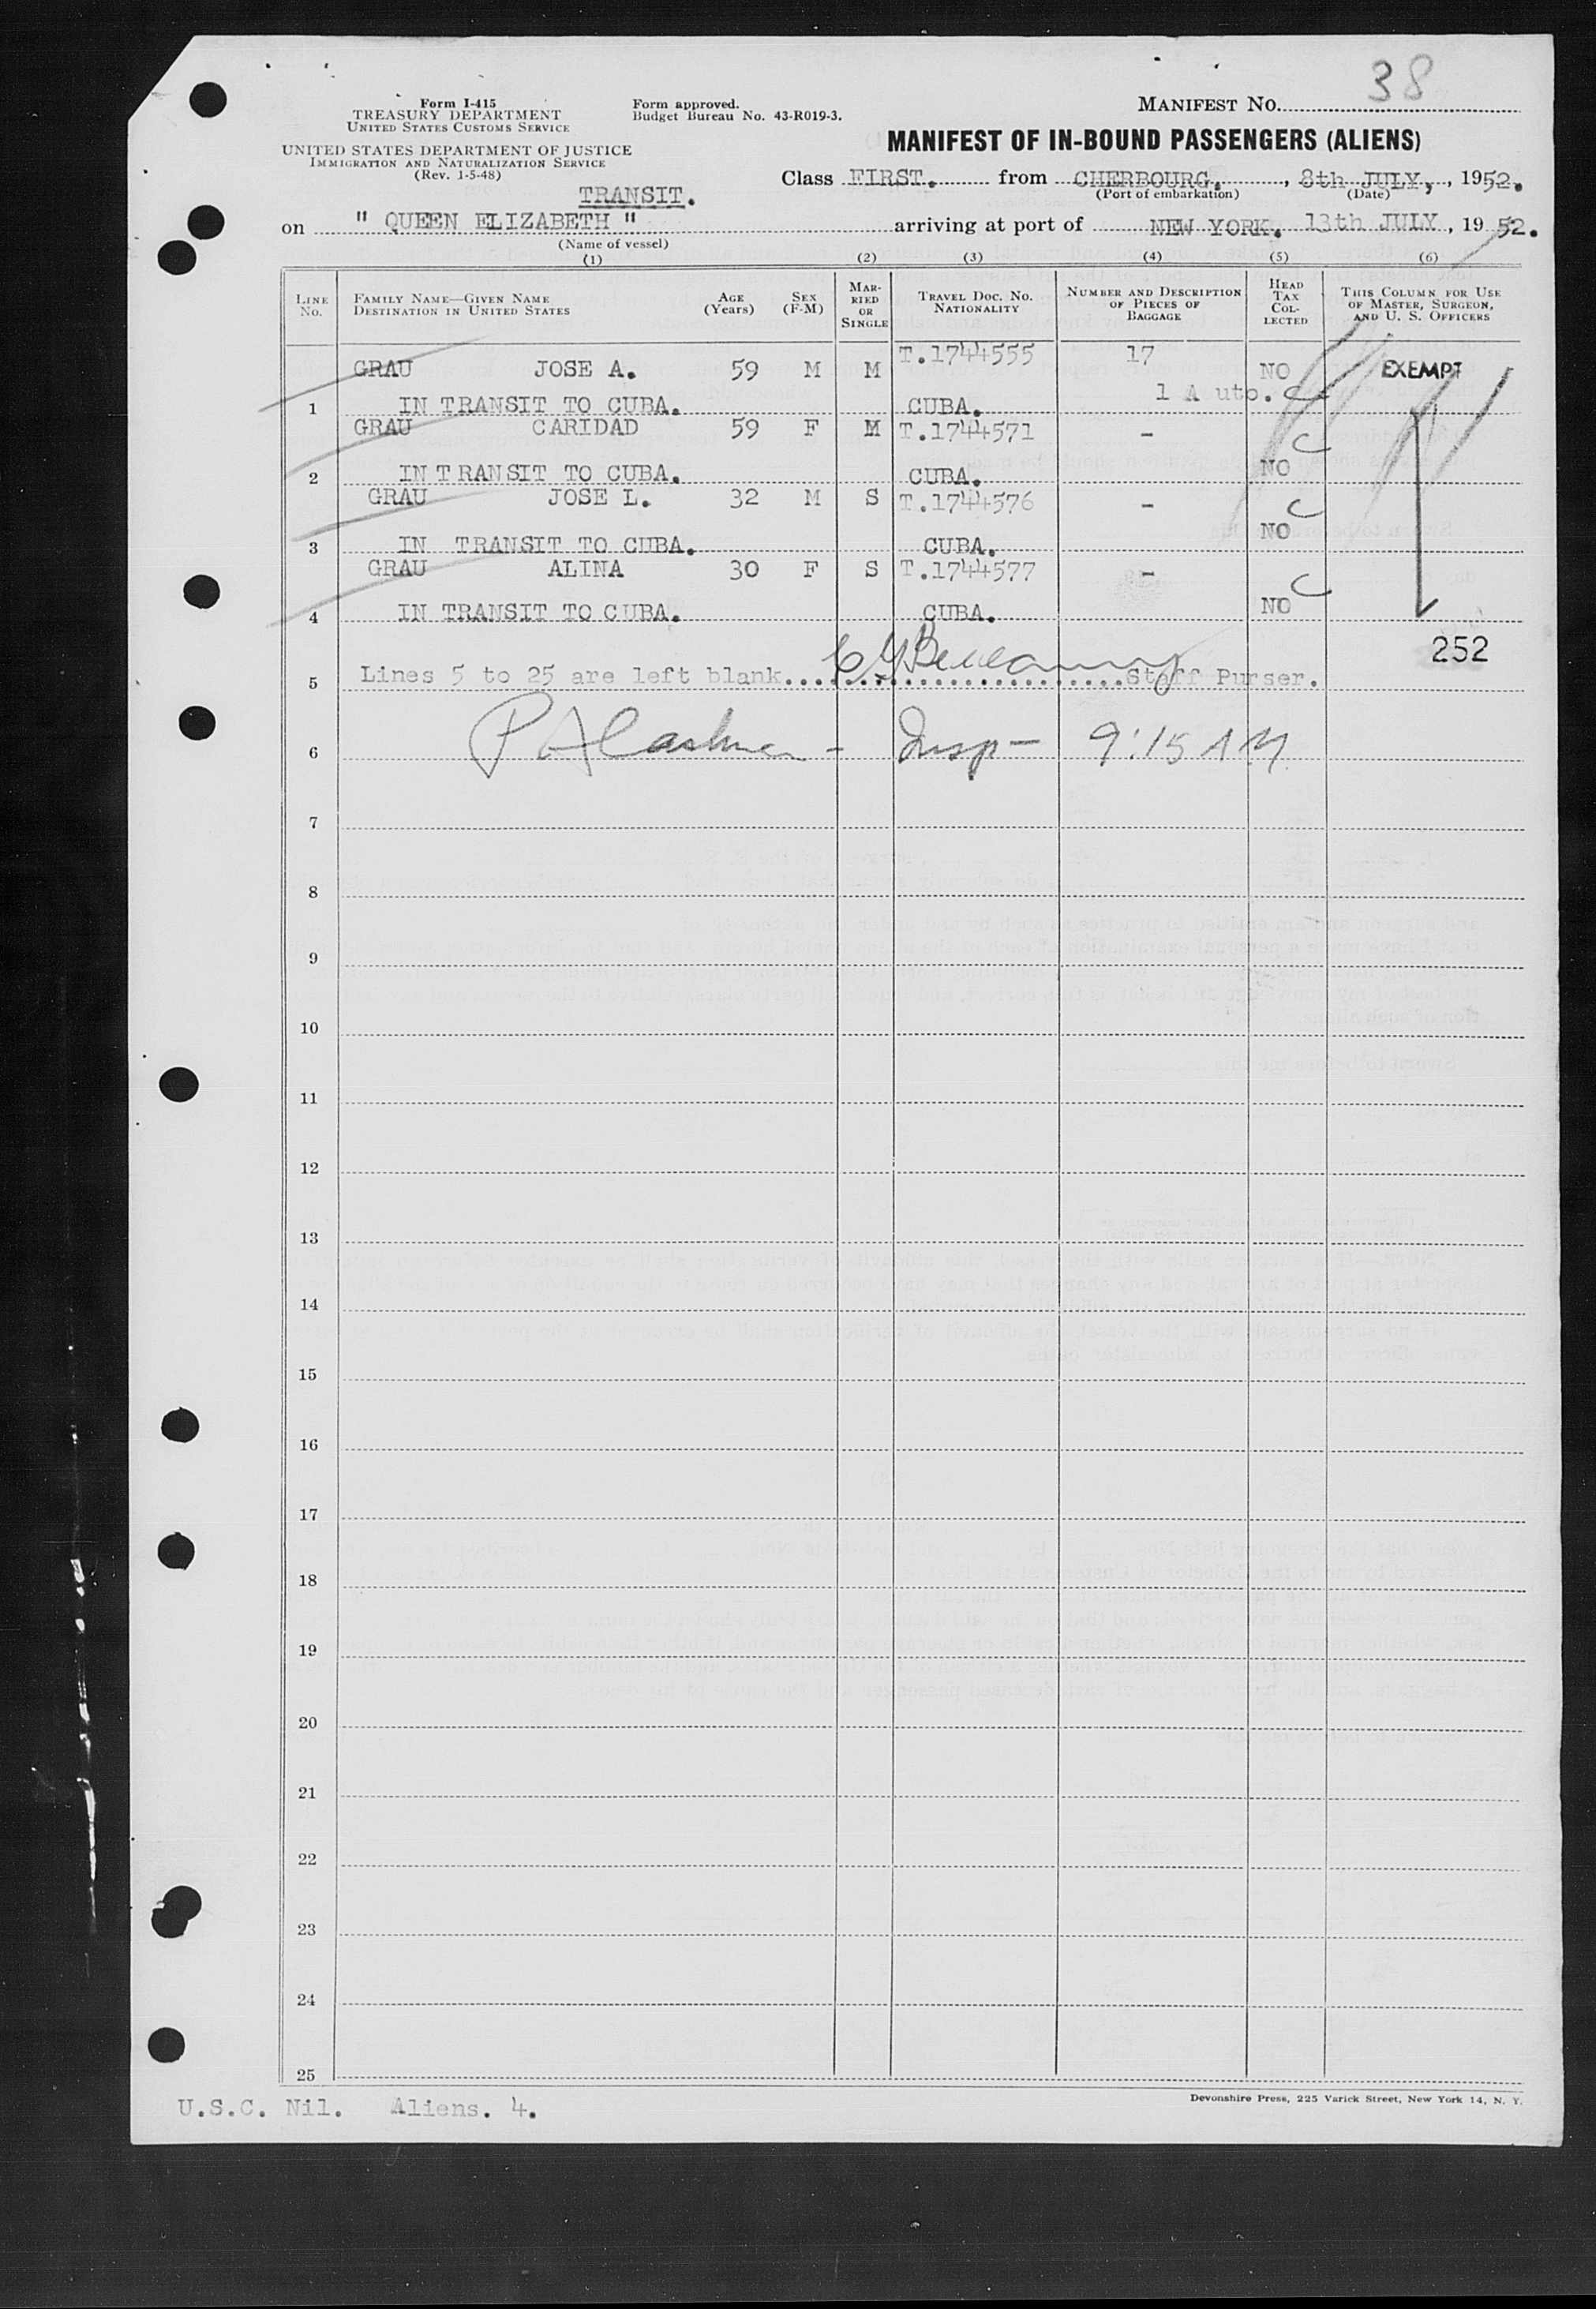 38
Form I-415
TREASURY DEPARTMENT
UNITED STATES CUSTOMS SERVICE
UNITED STATES DEPARTMENT OF JUSTICE
IMMIGRATION AND NATURALIZATION SERVICE
(Rev. 1-5-48)
Form approved.
Budget Bureau No. 43-R019-3.
MANIFEST NO.
MANIFEST OF IN-BOUND PASSENGERS (ALIENS)
Class FIRST. from CHERBOURG, 8th JULY, 1952.
(Port of embarkation) (Date)
TRANSIT.
on " QUEEN ELIZABETH " arriving at port of NEW YORK. 13th JULY, 1952.
(Name of vessel)
(1) (2) (3) (4) (5) (6)
LINE NO. FAMILY NAME—GIVEN NAME DESTINATION IN UNITED STATES AGE (Years) SEX (F-M) MARRIED OR SINGLE TRAVEL DOC. NO. NATIONALITY NUMBER AND DESCRIPTION OF PIECES OF BAGGAGE HEAD TAX COLLECTED THIS COLUMN FOR USE OF MASTER, SURGEON, AND U. S. OFFICERS
GRAU JOSE A. 59 M M T.1744555 17 NO EXEMPT
1 IN TRANSIT TO CUBA. CUBA. 1 Auto. C
GRAU CARIDAD 59 F M T.1744571 - C
2 IN TRANSIT TO CUBA. CUBA. NO
GRAU JOSE L. 32 M S T.1744576 - C
3 IN TRANSIT TO CUBA. CUBA. NO
GRAU ALINA 30 F S T.1744577 - C
4 IN TRANSIT TO CUBA. CUBA. NO
252
5 Lines 5 to 25 are left blank. Staff Purser.
6 P A Cashman - Insp - 9:15 AM
7
8
9
10
11
12
13
14
15
16
17
18
19
20
21
22
23
24
25
U.S.C. Nil. Aliens. 4.
Devonshire Press, 225 Varick Street, New York 14, N. Y.